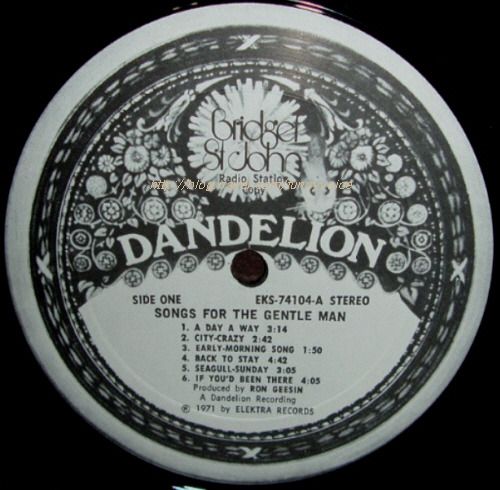 Bridget
St John
Radio Station
Copy
DANDELION
SIDE ONE EKS-74104-A STEREO
SONGS FOR THE GENTLE MAN
1. A DAY A WAY 3:14
2. CITY-CRAZY 2:42
3. EARLY-MORNING SONG 1:50
4. BACK TO STAY 4:42
5. SEAGULL-SUNDAY 3:05
6. IF YOU'D BEEN THERE 4:05
Produced by RON GEESIN
A Dandelion Recording
℗ 1971 by ELEKTRA RECORDS